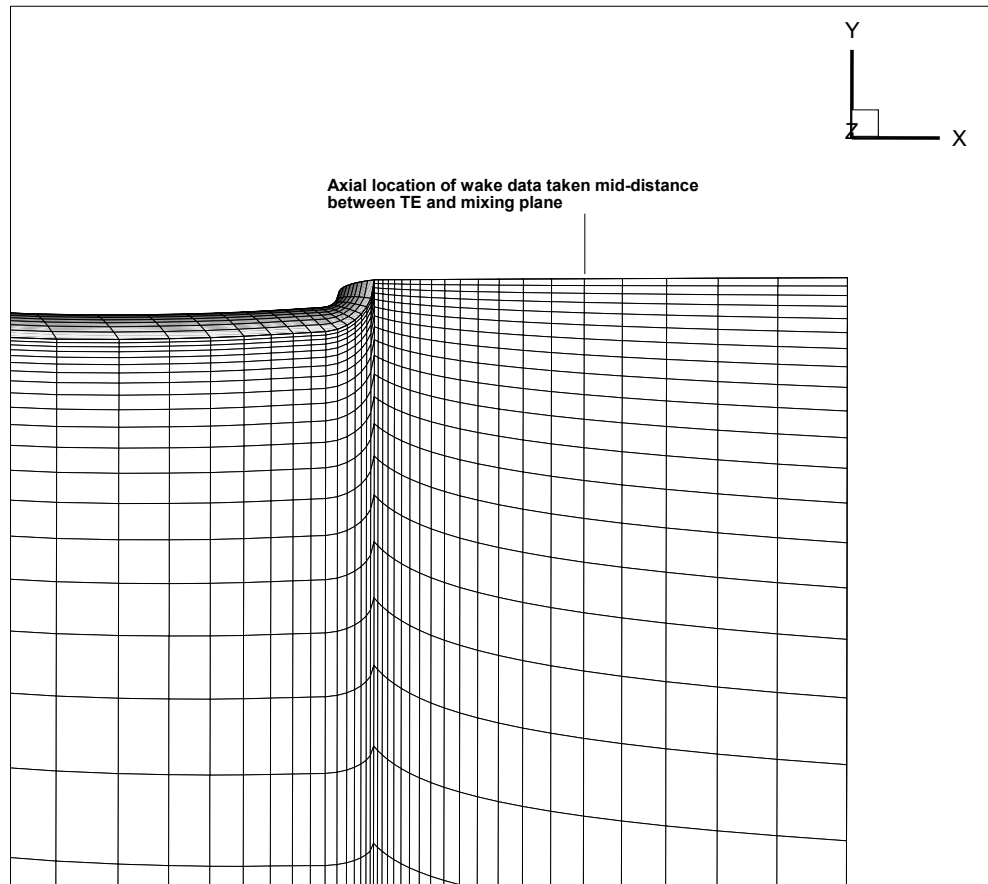 Y
Z
X
Axial location of wake data taken mid-distance
between TE and mixing plane